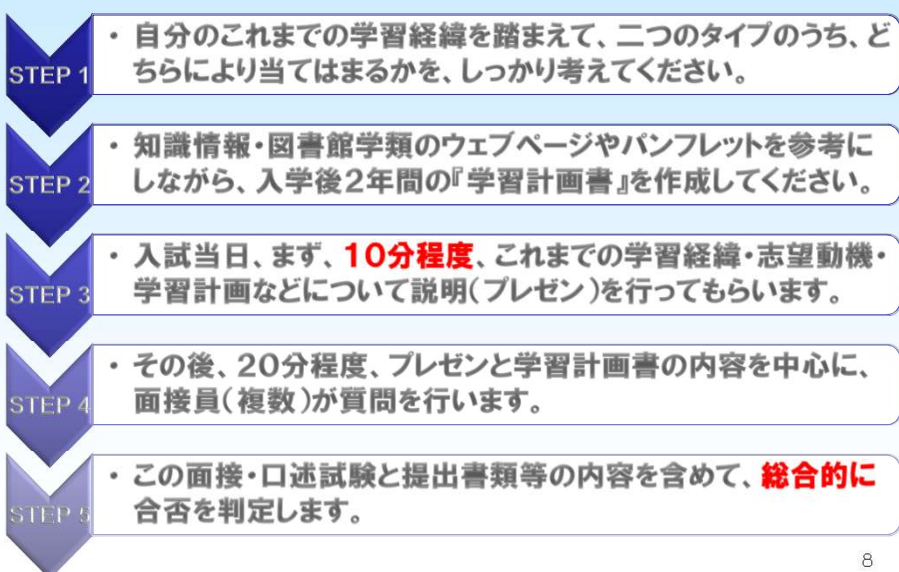 STEP 1
・自分のこれまでの学習経緯を踏まえて、二つのタイプのうち、ど
ちらにより当てはまるかを、しっかり考えてください。
STEP 2
・知識情報・図書館学類のウェブページやパンフレットを参考に
しながら、入学後2年間の『学習計画書』を作成してください。
STEP 3
・入試当日、まず、10分程度、これまでの学習経緯・志望動機・
学習計画などについて説明(プレゼン)を行ってもらいます。
STEP 4
・その後、20分程度、プレゼンと学習計画書の内容を中心に、
面接員(複数)が質問を行います。
STEP 5
・この面接・口述試験と提出書類等の内容を含めて、総合的に
合否を判定します。
8